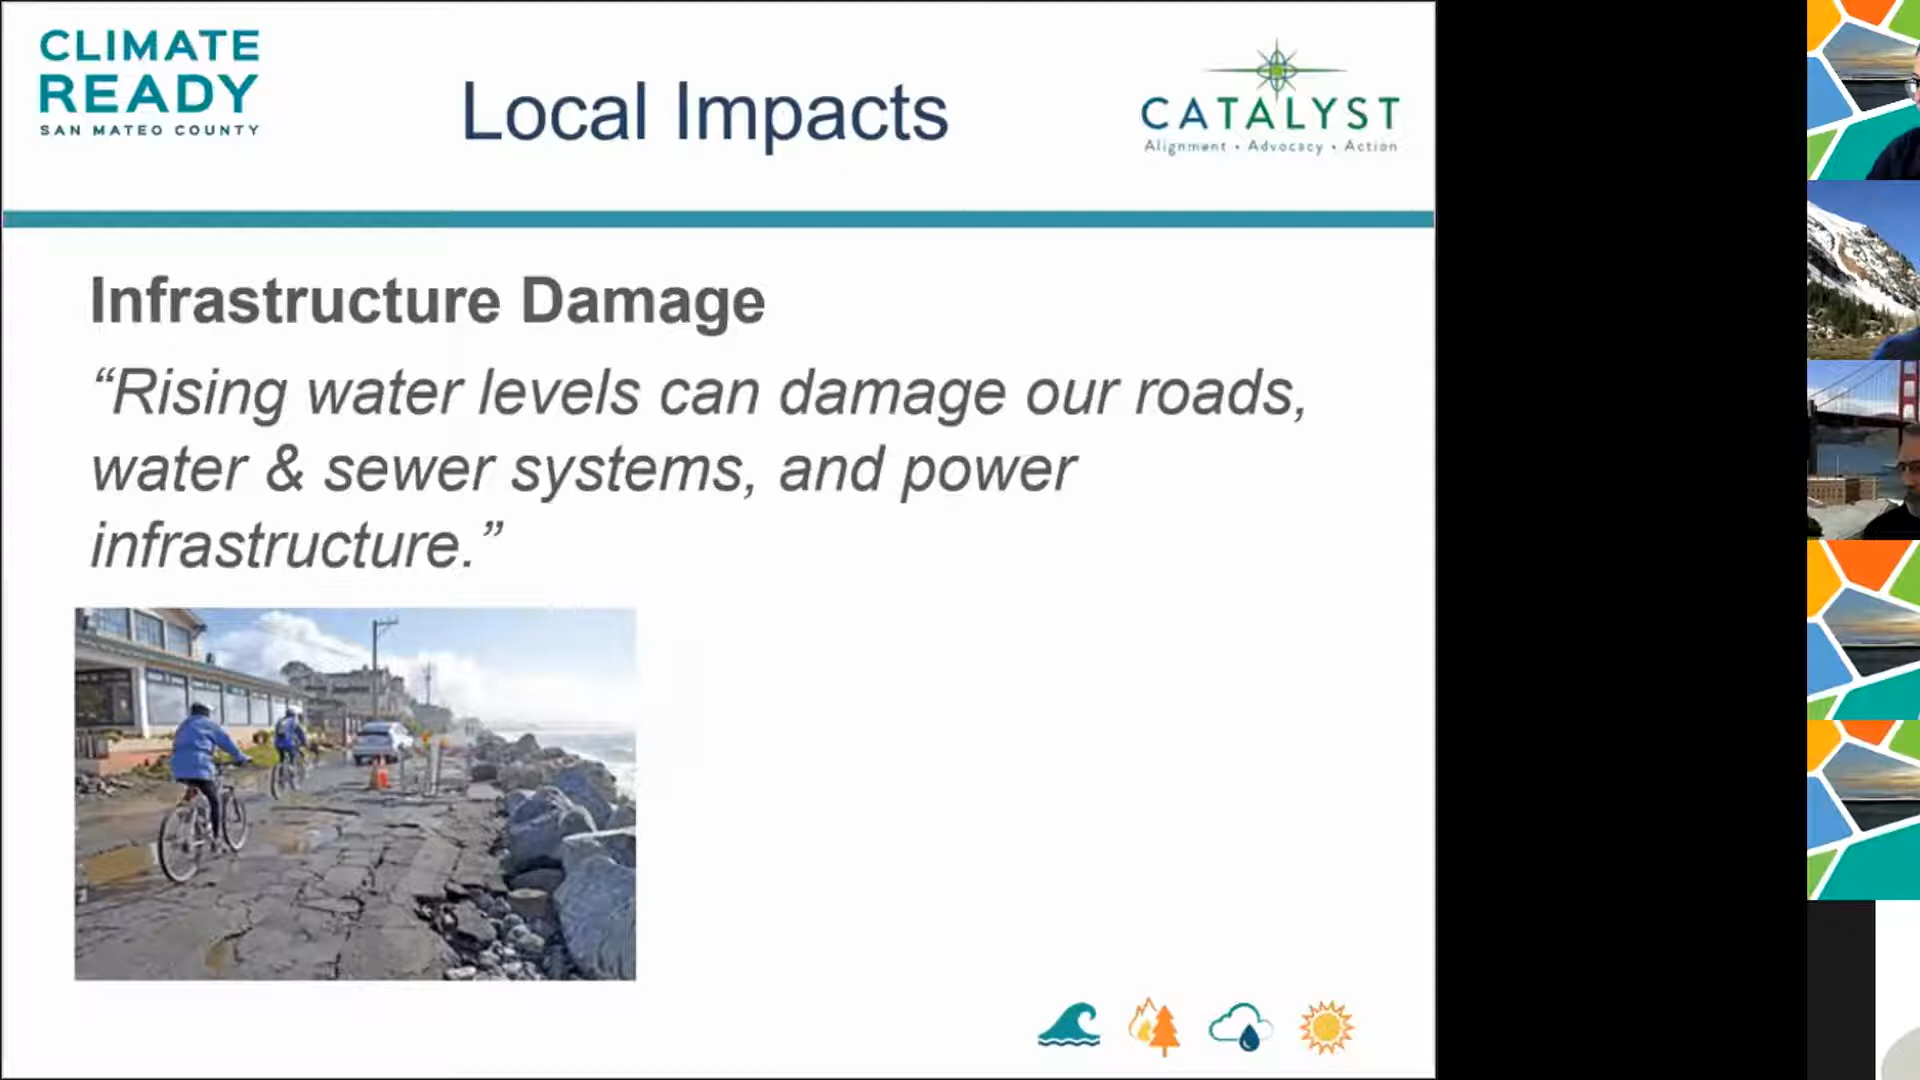 CLIMATE
READY
SAN MATEO COUNTY
Local Impacts
CATALYST
Alignment • Advocacy • Action
Infrastructure Damage
“Rising water levels can damage our roads,
water & sewer systems, and power
infrastructure.”